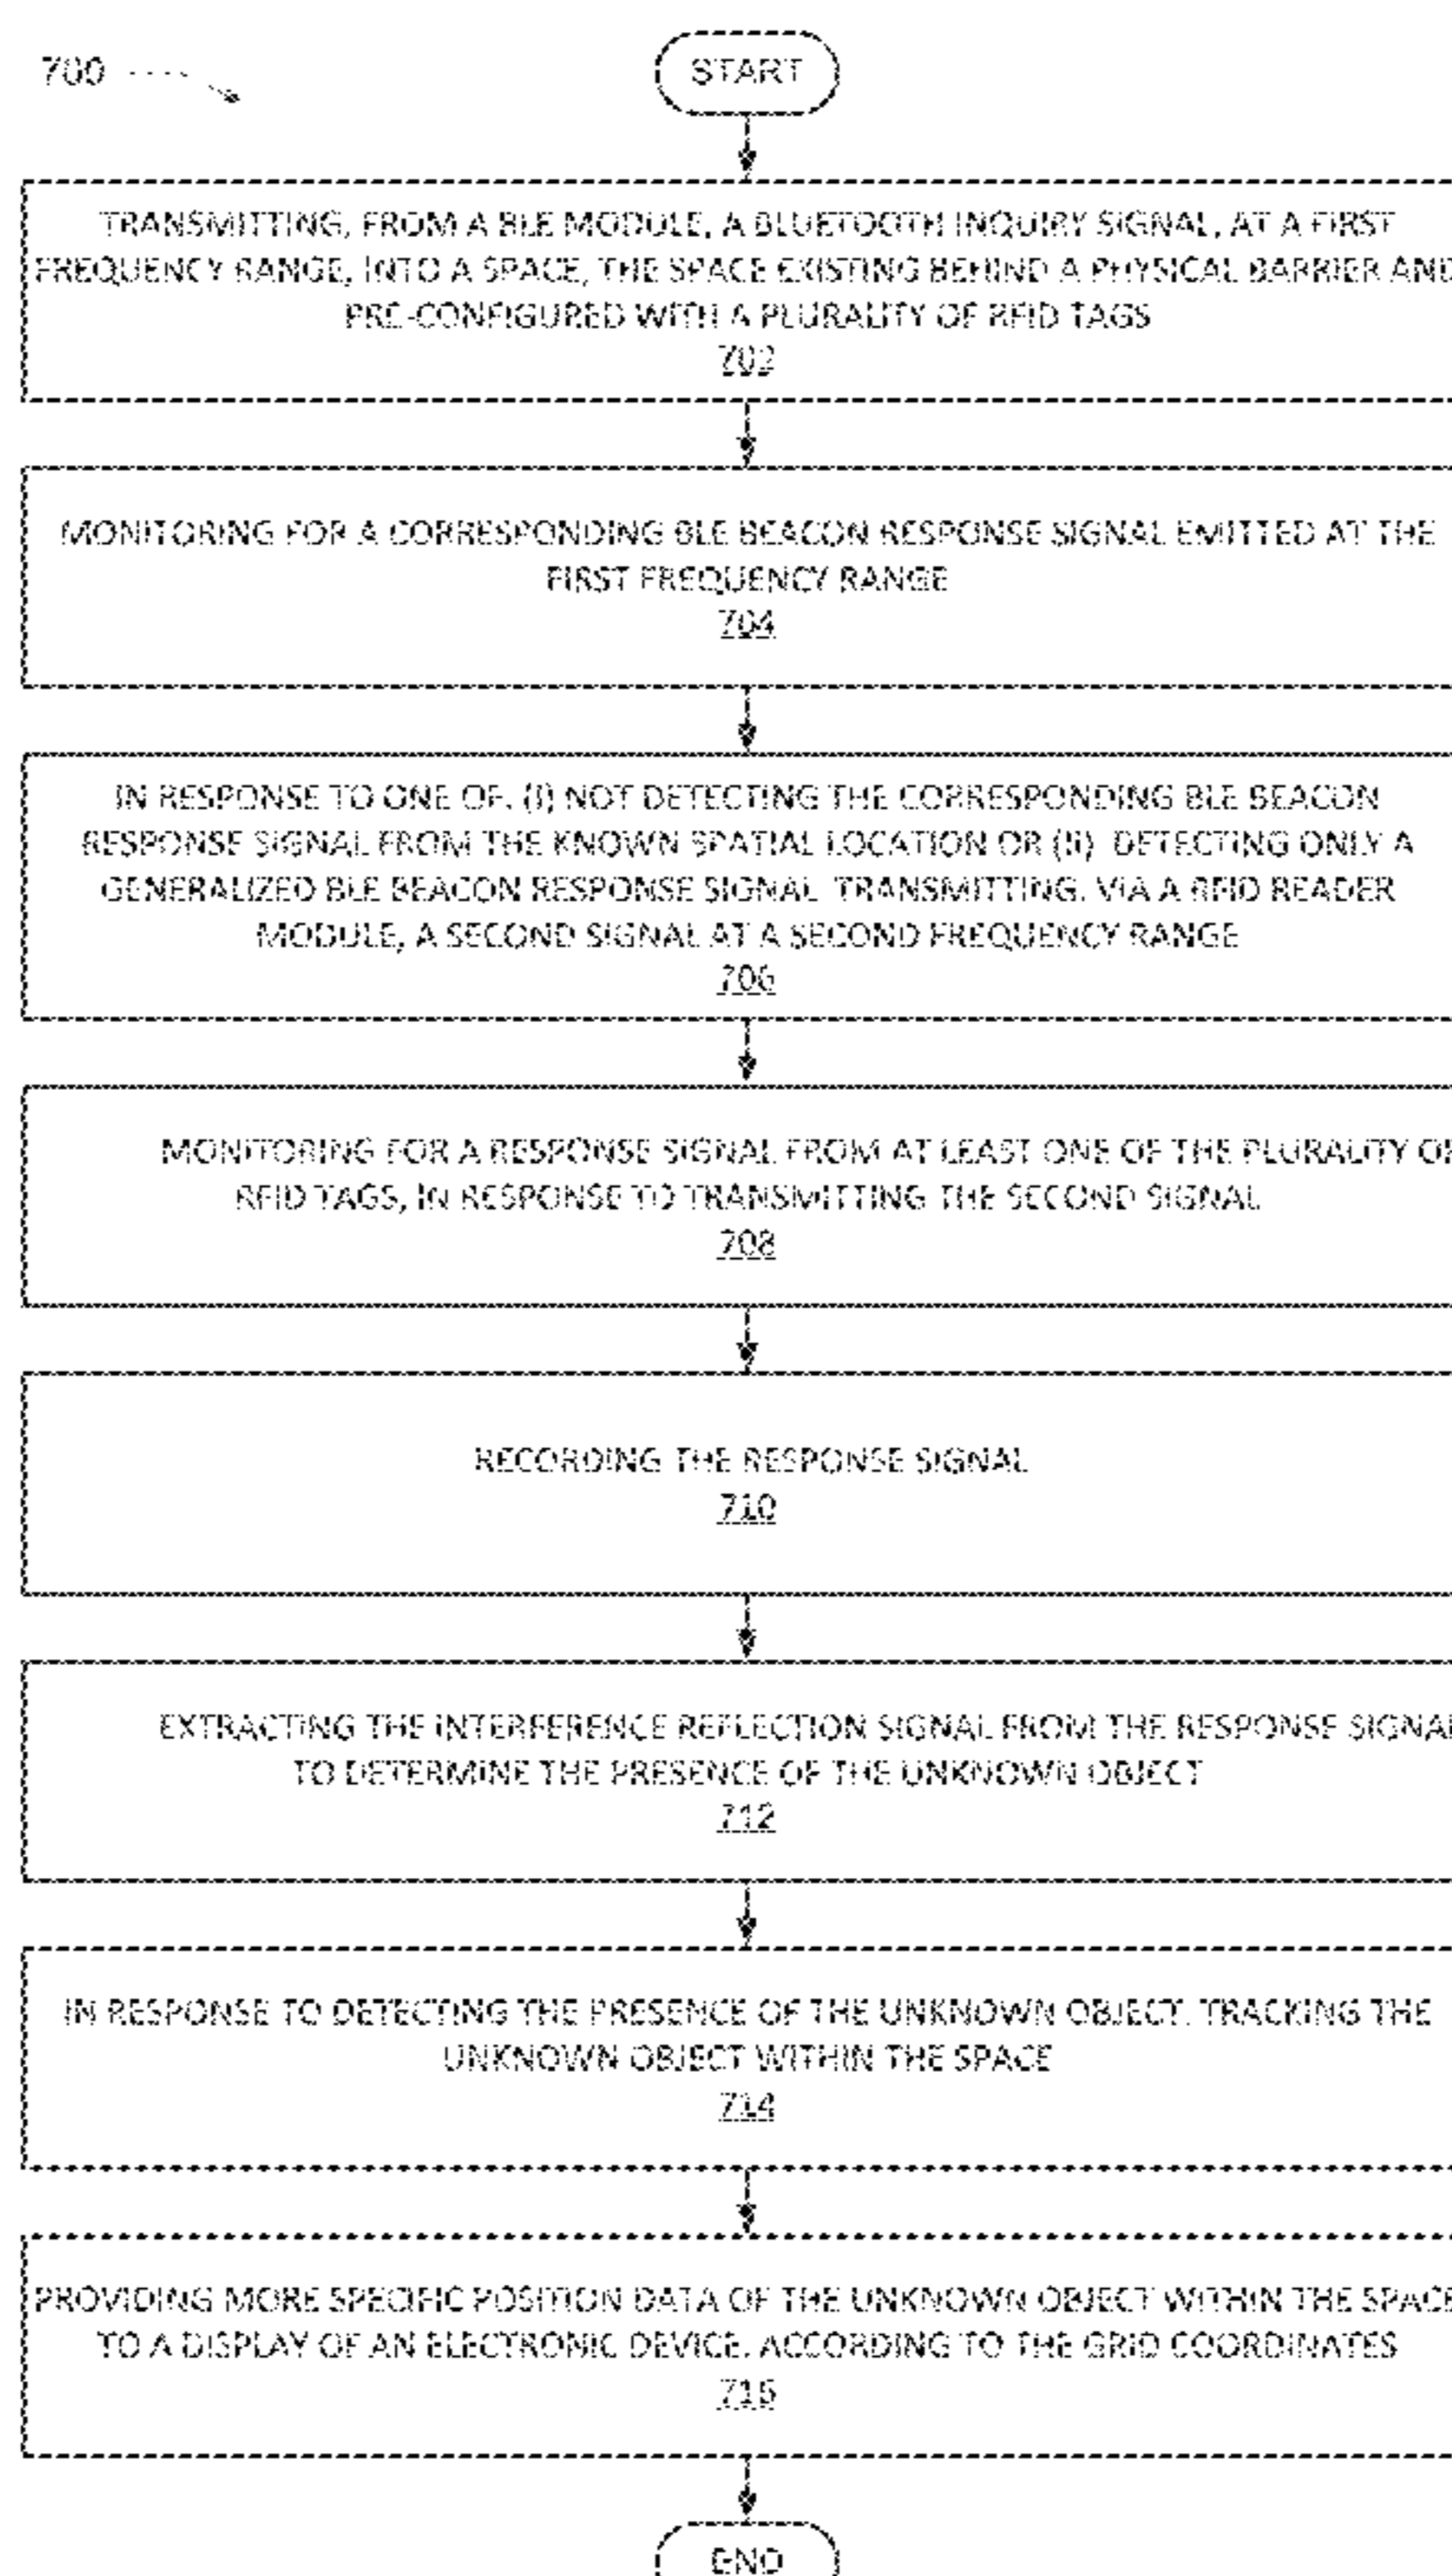 700
START
TRANSMITTING, FROM A BLE MODULE, A BLUETOOTH INQUIRY SIGNAL, AT A FIRST
FREQUENCY RANGE, INTO A SPACE, THE SPACE EXISTING BEHIND A PHYSICAL BARRIER AND
PRE-CONFIGURED WITH A PLURALITY OF RFID TAGS
702
MONITORING FOR A CORRESPONDING BLE BEACON RESPONSE SIGNAL EMITTED AT THE
FIRST FREQUENCY RANGE
704
IN RESPONSE TO ONE OF, (I) NOT DETECTING THE CORRESPONDING BLE BEACON
RESPONSE SIGNAL FROM THE KNOWN SPATIAL LOCATION OR (II) DETECTING ONLY A
GENERALIZED BLE BEACON RESPONSE SIGNAL TRANSMITTING, VIA A RFID READER
MODULE, A SECOND SIGNAL AT A SECOND FREQUENCY RANGE
706
MONITORING FOR A RESPONSE SIGNAL FROM AT LEAST ONE OF THE PLURALITY OF
RFID TAGS, IN RESPONSE TO TRANSMITTING THE SECOND SIGNAL
708
RECORDING THE RESPONSE SIGNAL
710
EXTRACTING THE INTERFERENCE REFLECTION SIGNAL FROM THE RESPONSE SIGNAL
TO DETERMINE THE PRESENCE OF THE UNKNOWN OBJECT
712
IN RESPONSE TO DETECTING THE PRESENCE OF THE UNKNOWN OBJECT, TRACKING THE
UNKNOWN OBJECT WITHIN THE SPACE
714
PROVIDING MORE SPECIFIC POSITION DATA OF THE UNKNOWN OBJECT WITHIN THE SPACE
TO A DISPLAY OF AN ELECTRONIC DEVICE, ACCORDING TO THE GRID COORDINATES
716
END